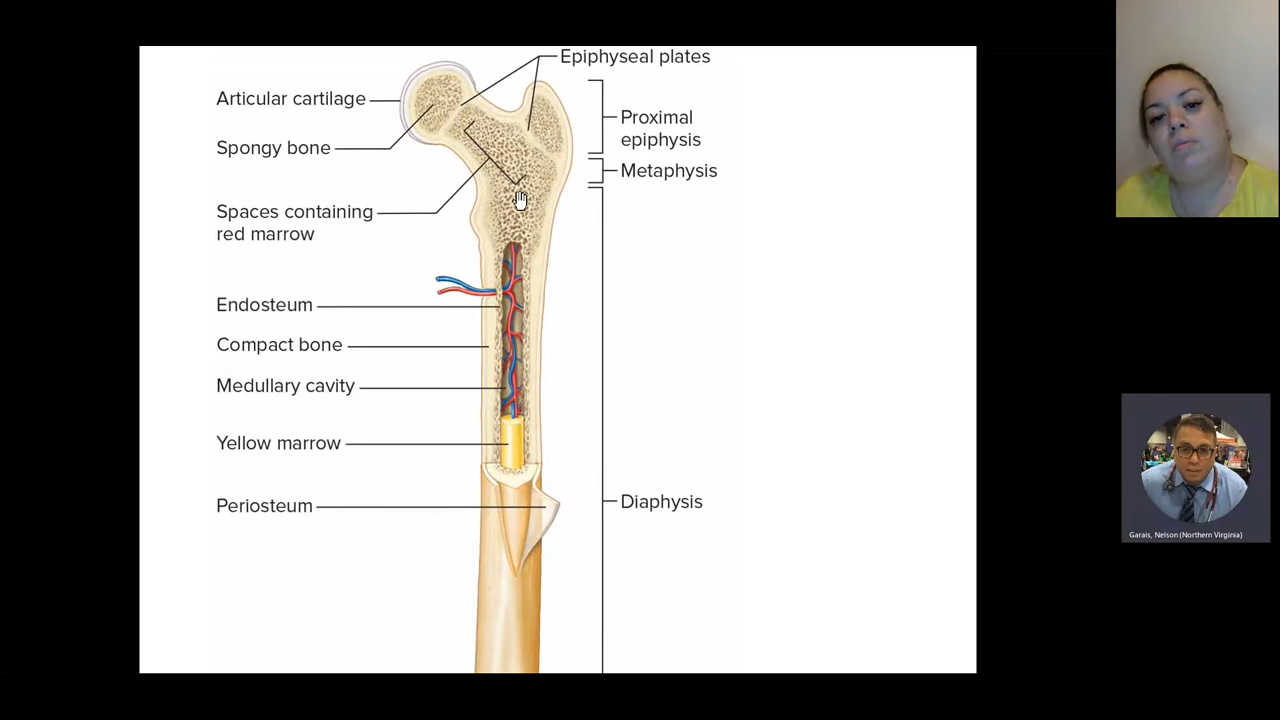 Epiphyseal plates
Articular cartilage
Proximal
epiphysis
Spongy bone
Metaphysis
Spaces containing
red marrow
Endosteum
Compact bone
Medullary cavity
Yellow marrow
Periosteum
Diaphysis
Garais, Nelson (Northern Virginia)